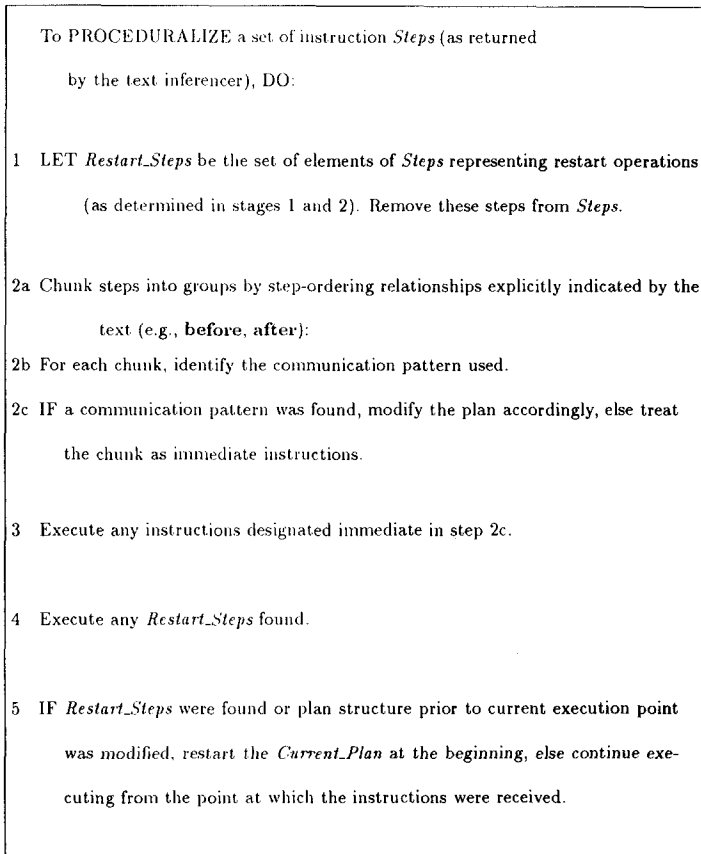 To PROCEDURALIZE a set of instruction Steps (as returned
by the text inferencer), DO:
1 LET Restart_Steps be the set of elements of Steps representing restart operations
(as determined in stages 1 and 2). Remove these steps from Steps.
2a Chunk steps into groups by step-ordering relationships explicitly indicated by the
text (e.g., before, after):
2b For each chunk, identify the communication pattern used.
2c IF a communication pattern was found, modify the plan accordingly, else treat
the chunk as immediate instructions.
3 Execute any instructions designated immediate in step 2c.
4 Execute any Restart_Steps found.
5 IF Restart_Steps were found or plan structure prior to current execution point
was modified, restart the Current_Plan at the beginning, else continue exe-
cuting from the point at which the instructions were received.